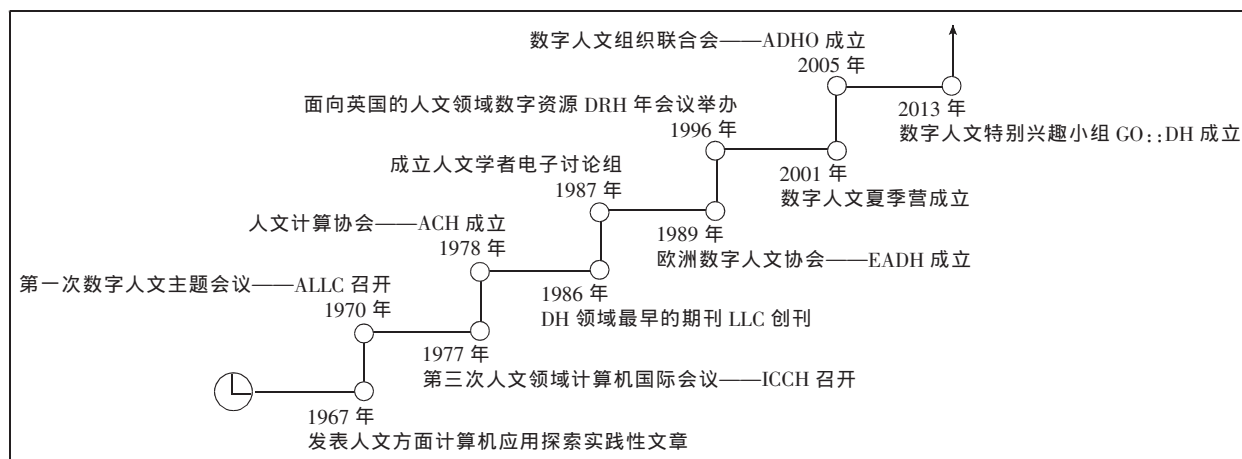 数字人文组织联合会——ADHO 成立
2005 年
2013 年
数字人文特别兴趣小组 GO::DH 成立
面向英国的人文领域数字资源 DRH 年会议举办
1996 年
2001 年
数字人文夏季营成立
成立人文学者电子讨论组
1987 年
1989 年
欧洲数字人文协会——EADH 成立
人文计算协会——ACH 成立
1978 年
1986 年
DH 领域最早的期刊 LLC 创刊
第一次数字人文主题会议——ALLC 召开
1970 年
1977 年
第三次人文领域计算机国际会议——ICCH 召开
1967 年
发表人文方面计算机应用探索实践性文章